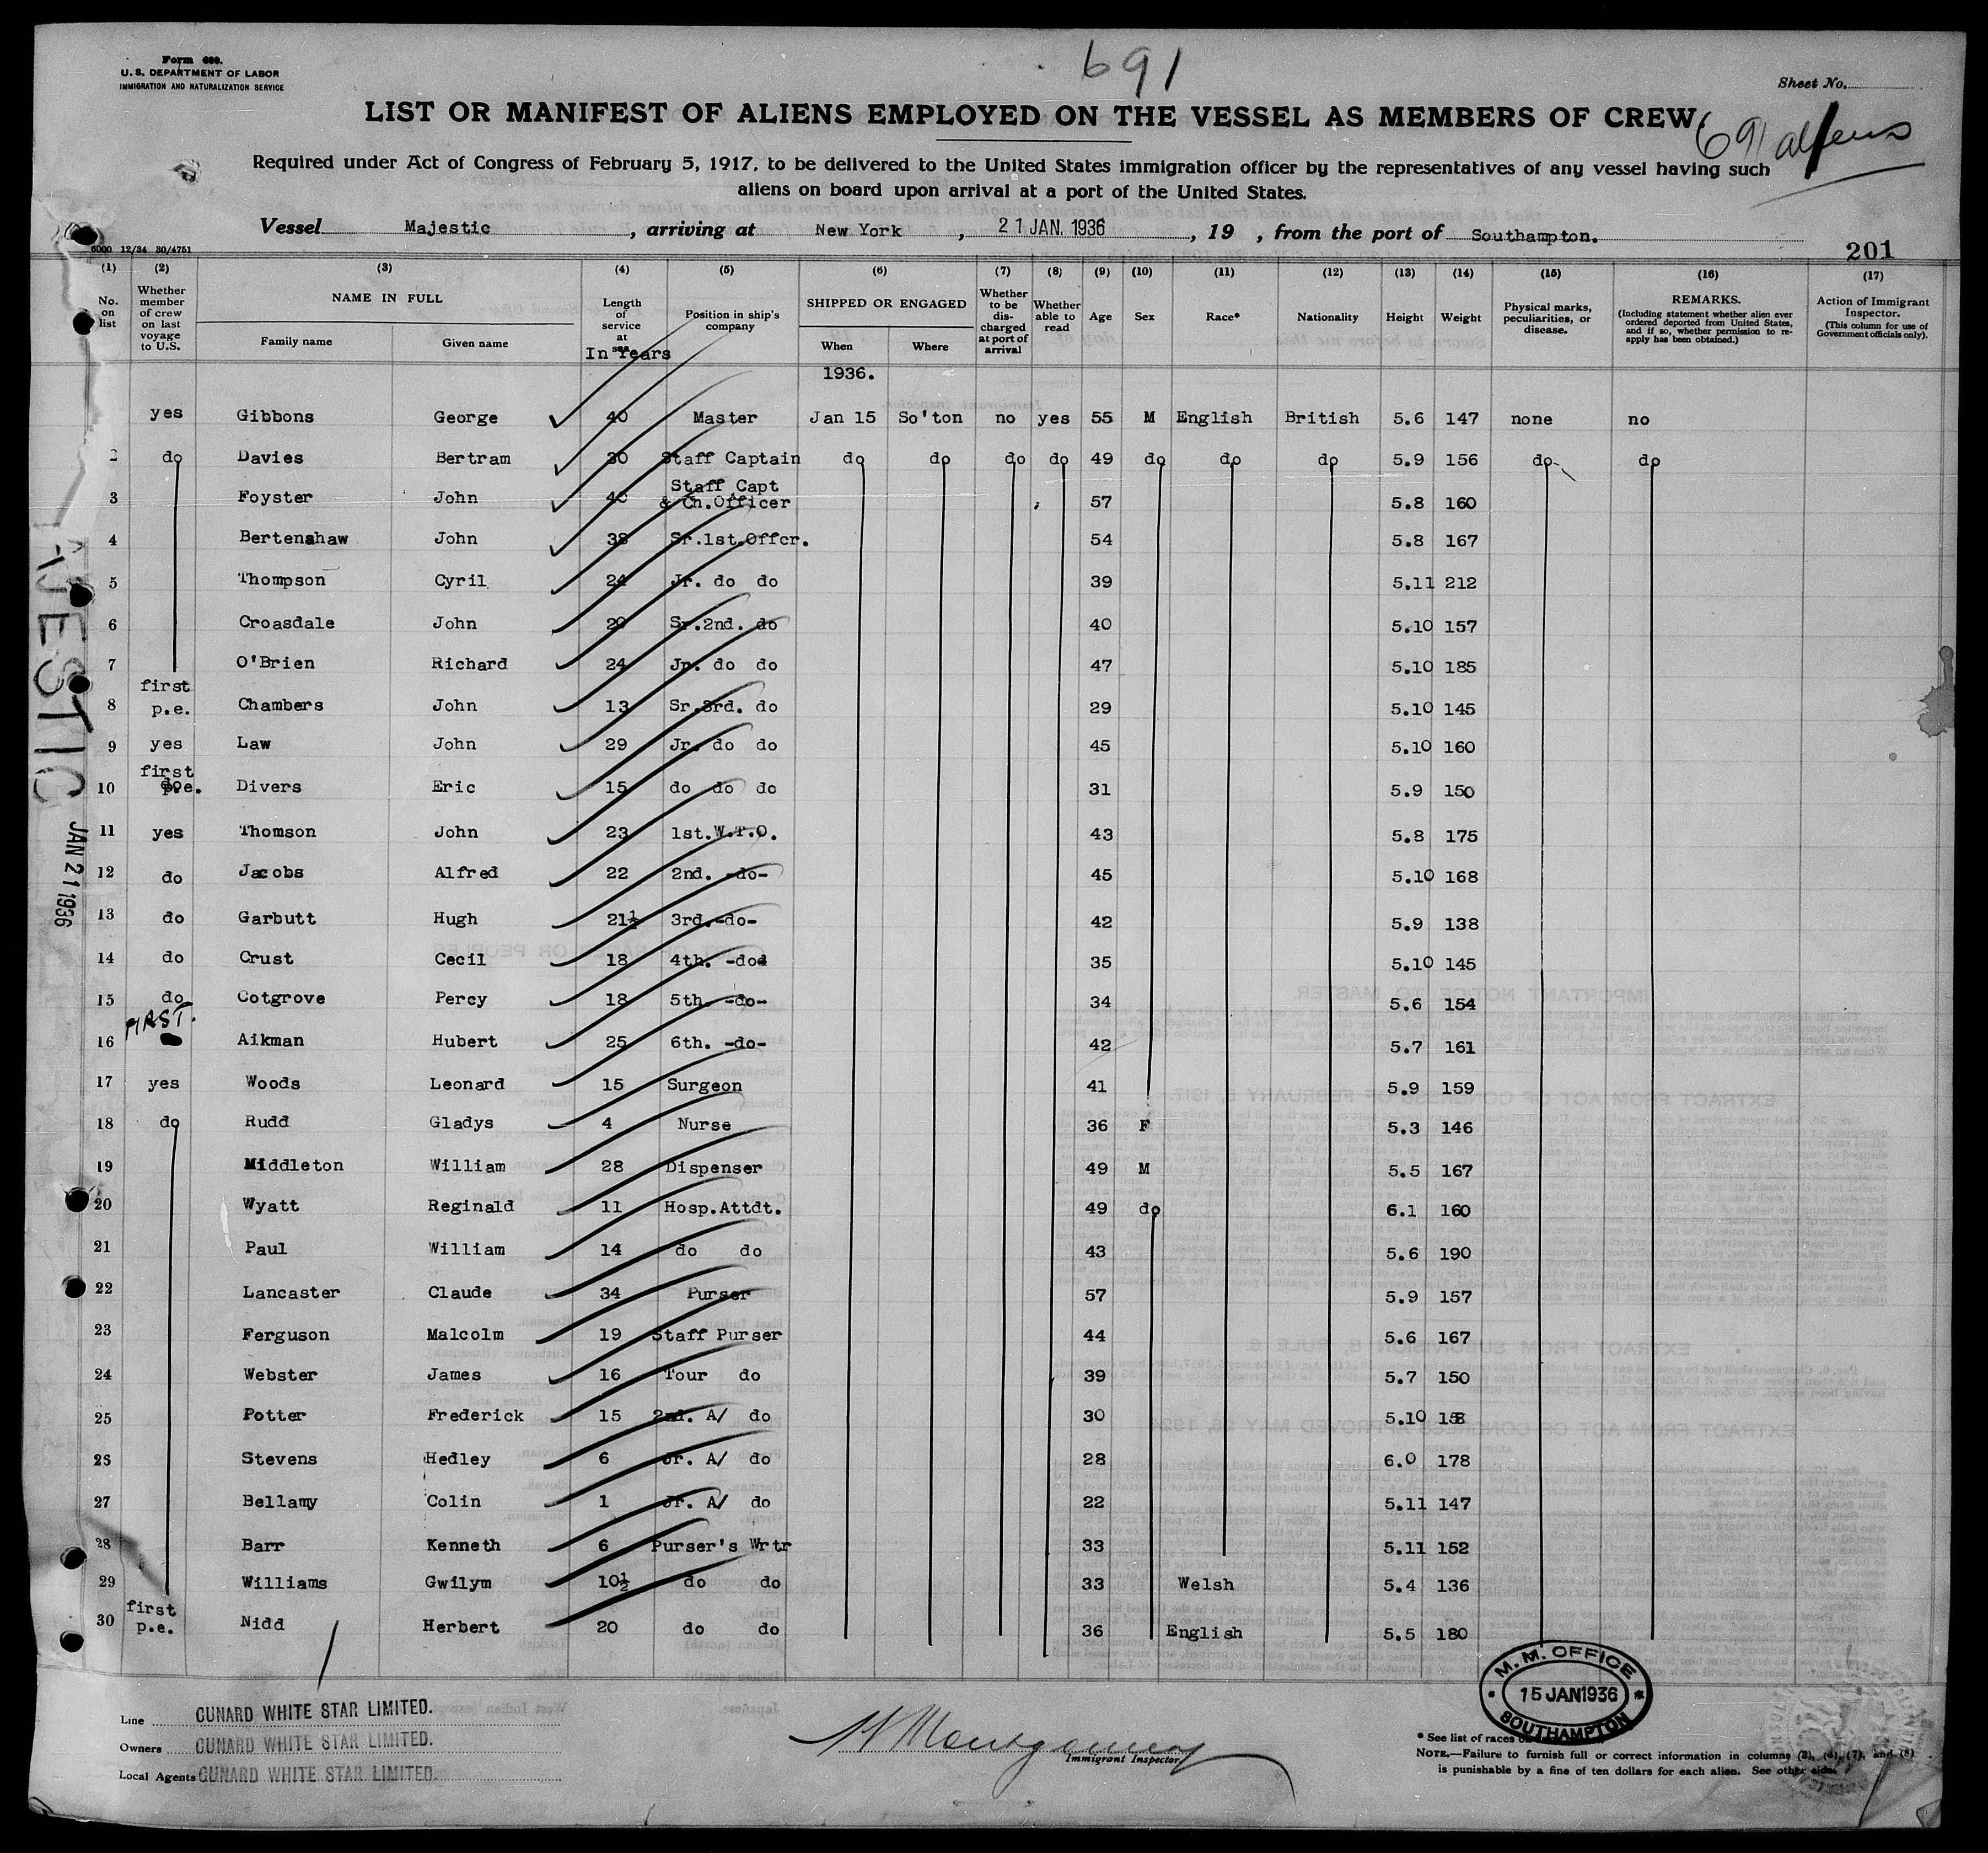 691
Form 680.
U.S. DEPARTMENT OF LABOR
IMMIGRATION AND NATURALIZATION SERVICE
Sheet No.
LIST OR MANIFEST OF ALIENS EMPLOYED ON THE VESSEL AS MEMBERS OF CREW
691 aliens
Required under Act of Congress of February 5, 1917, to be delivered to the United States immigration officer by the representatives of any vessel having such
aliens on board upon arrival at a port of the United States.
Vessel Majestic, arriving at New York, 21 JAN. 1936, 19 , from the port of Southampton.
6000 12/34 30/4751
201
(1) (2) (3) (4) (5) (6) (7) (8) (9) (10) (11) (12) (13) (14) (15) (16) (17)
No. on list
Whether member of crew on last voyage to U.S.
NAME IN FULL
Family name Given name
Length of service at sea
In Years
Position in ship's company
SHIPPED OR ENGAGED
When Where
Whether to be discharged at port of arrival
Whether able to read
Age
Sex
Race*
Nationality
Height
Weight
Physical marks, peculiarities, or disease.
REMARKS.
(Including statement whether alien ever ordered deported from United States, and if so, whether permission to reapply has been obtained.)
Action of Immigrant Inspector.
(This column for use of Government officials only).
1936.
yes Gibbons George 40 Master Jan 15 So'ton no yes 55 M English British 5.6 147 none no
2 do Davies Bertram 30 Staff Captain do do do do 49 do do do 5.9 156 do do
3 Foyster John 40 Staff Capt & Ch.Officer 57 5.8 160
4 Bertenshaw John 38 Sr.1st.Offcr. 54 5.8 167
5 Thompson Cyril 24 Jr. do do 39 5.11 212
6 Croasdale John 20 Sr.2nd. do 40 5.10 157
7 O'Brien Richard 24 Jr. do do 47 5.10 185
8 first p.e. Chambers John 13 Sr.3rd. do 29 5.10 145
9 yes Law John 29 Jr. do do 45 5.10 160
10 first p.e. Divers Eric 15 do do do 31 5.9 150
11 yes Thomson John 23 1st.W.T.O. 43 5.8 175
12 do Jacobs Alfred 22 2nd. -do- 45 5.10 168
13 do Garbutt Hugh 21½ 3rd.-do- 42 5.9 138
14 do Crust Cecil 18 4th. -do- 35 5.10 145
15 do Cotgrove Percy 18 5th. -do- 34 5.6 154
16 FIRST. Aikman Hubert 25 6th. -do- 42 5.7 161
17 yes Woods Leonard 15 Surgeon 41 5.9 159
18 do Rudd Gladys 4 Nurse 36 F 5.3 146
19 Middleton William 28 Dispenser 49 M 5.5 167
20 Wyatt Reginald 11 Hosp.Attdt. 49 do 6.1 160
21 Paul William 14 do do 43 5.6 190
22 Lancaster Claude 34 Purser 57 5.9 157
23 Ferguson Malcolm 19 Staff Purser 44 5.6 167
24 Webster James 16 Tour do 39 5.7 150
25 Potter Frederick 15 2nd. A/ do 30 5.10 158
26 Stevens Hedley 6 Jr. A/ do 28 6.0 178
27 Bellamy Colin 1 Jr. A/ do 22 5.11 147
28 Barr Kenneth 6 Purser's Wrtr 33 5.11 152
29 Williams Gwilym 10½ do do 33 Welsh 5.4 136
30 first p.e. Nidd Herbert 20 do do 36 English 5.5 180
JESTIC JAN 21 1936
Line CUNARD WHITE STAR LIMITED.
Owners CUNARD WHITE STAR LIMITED.
Local Agents CUNARD WHITE STAR LIMITED.
Montgomery
Immigrant Inspector
M.M. OFFICE
15 JAN 1936
SOUTHAMPTON
* See list of races
NOTE.—Failure to furnish full or correct information in columns (3), (6), (7), and (8)
is punishable by a fine of ten dollars for each alien. See other side.